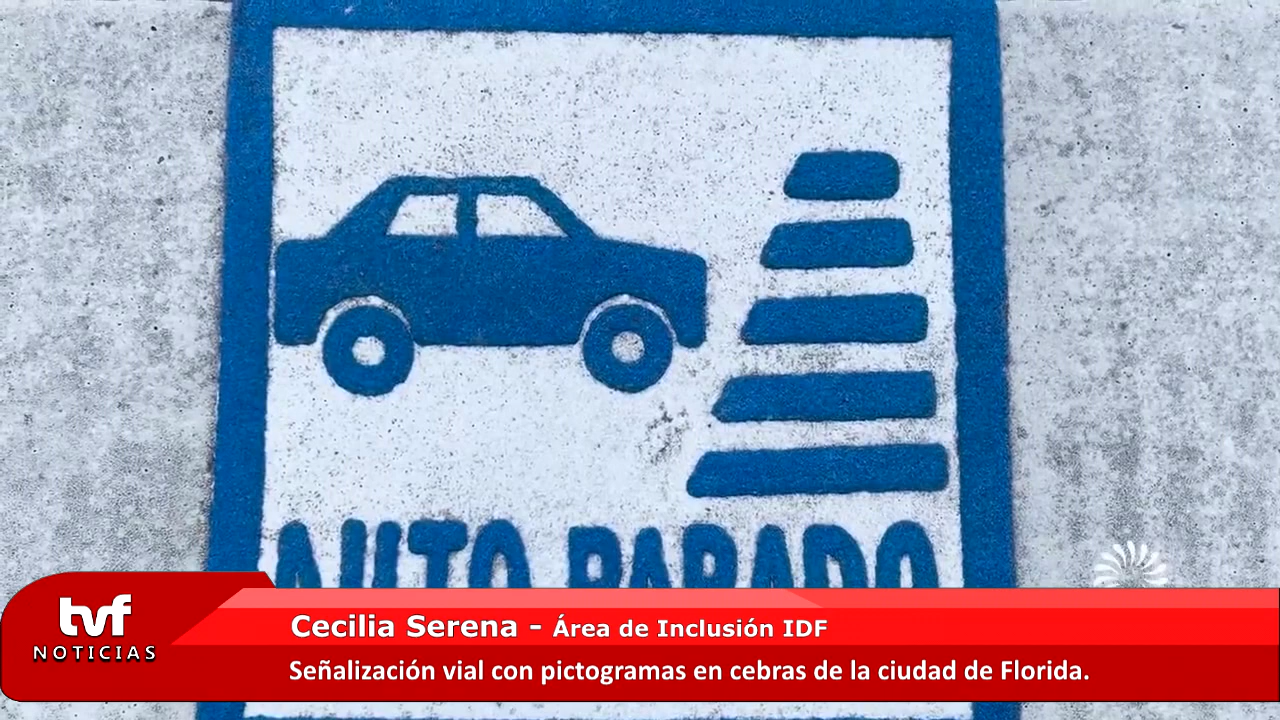 AUTO PARADO
tvf
NOTICIAS
Cecilia Serena - Área de Inclusión IDF
Señalización vial con pictogramas en cebras de la ciudad de Florida.